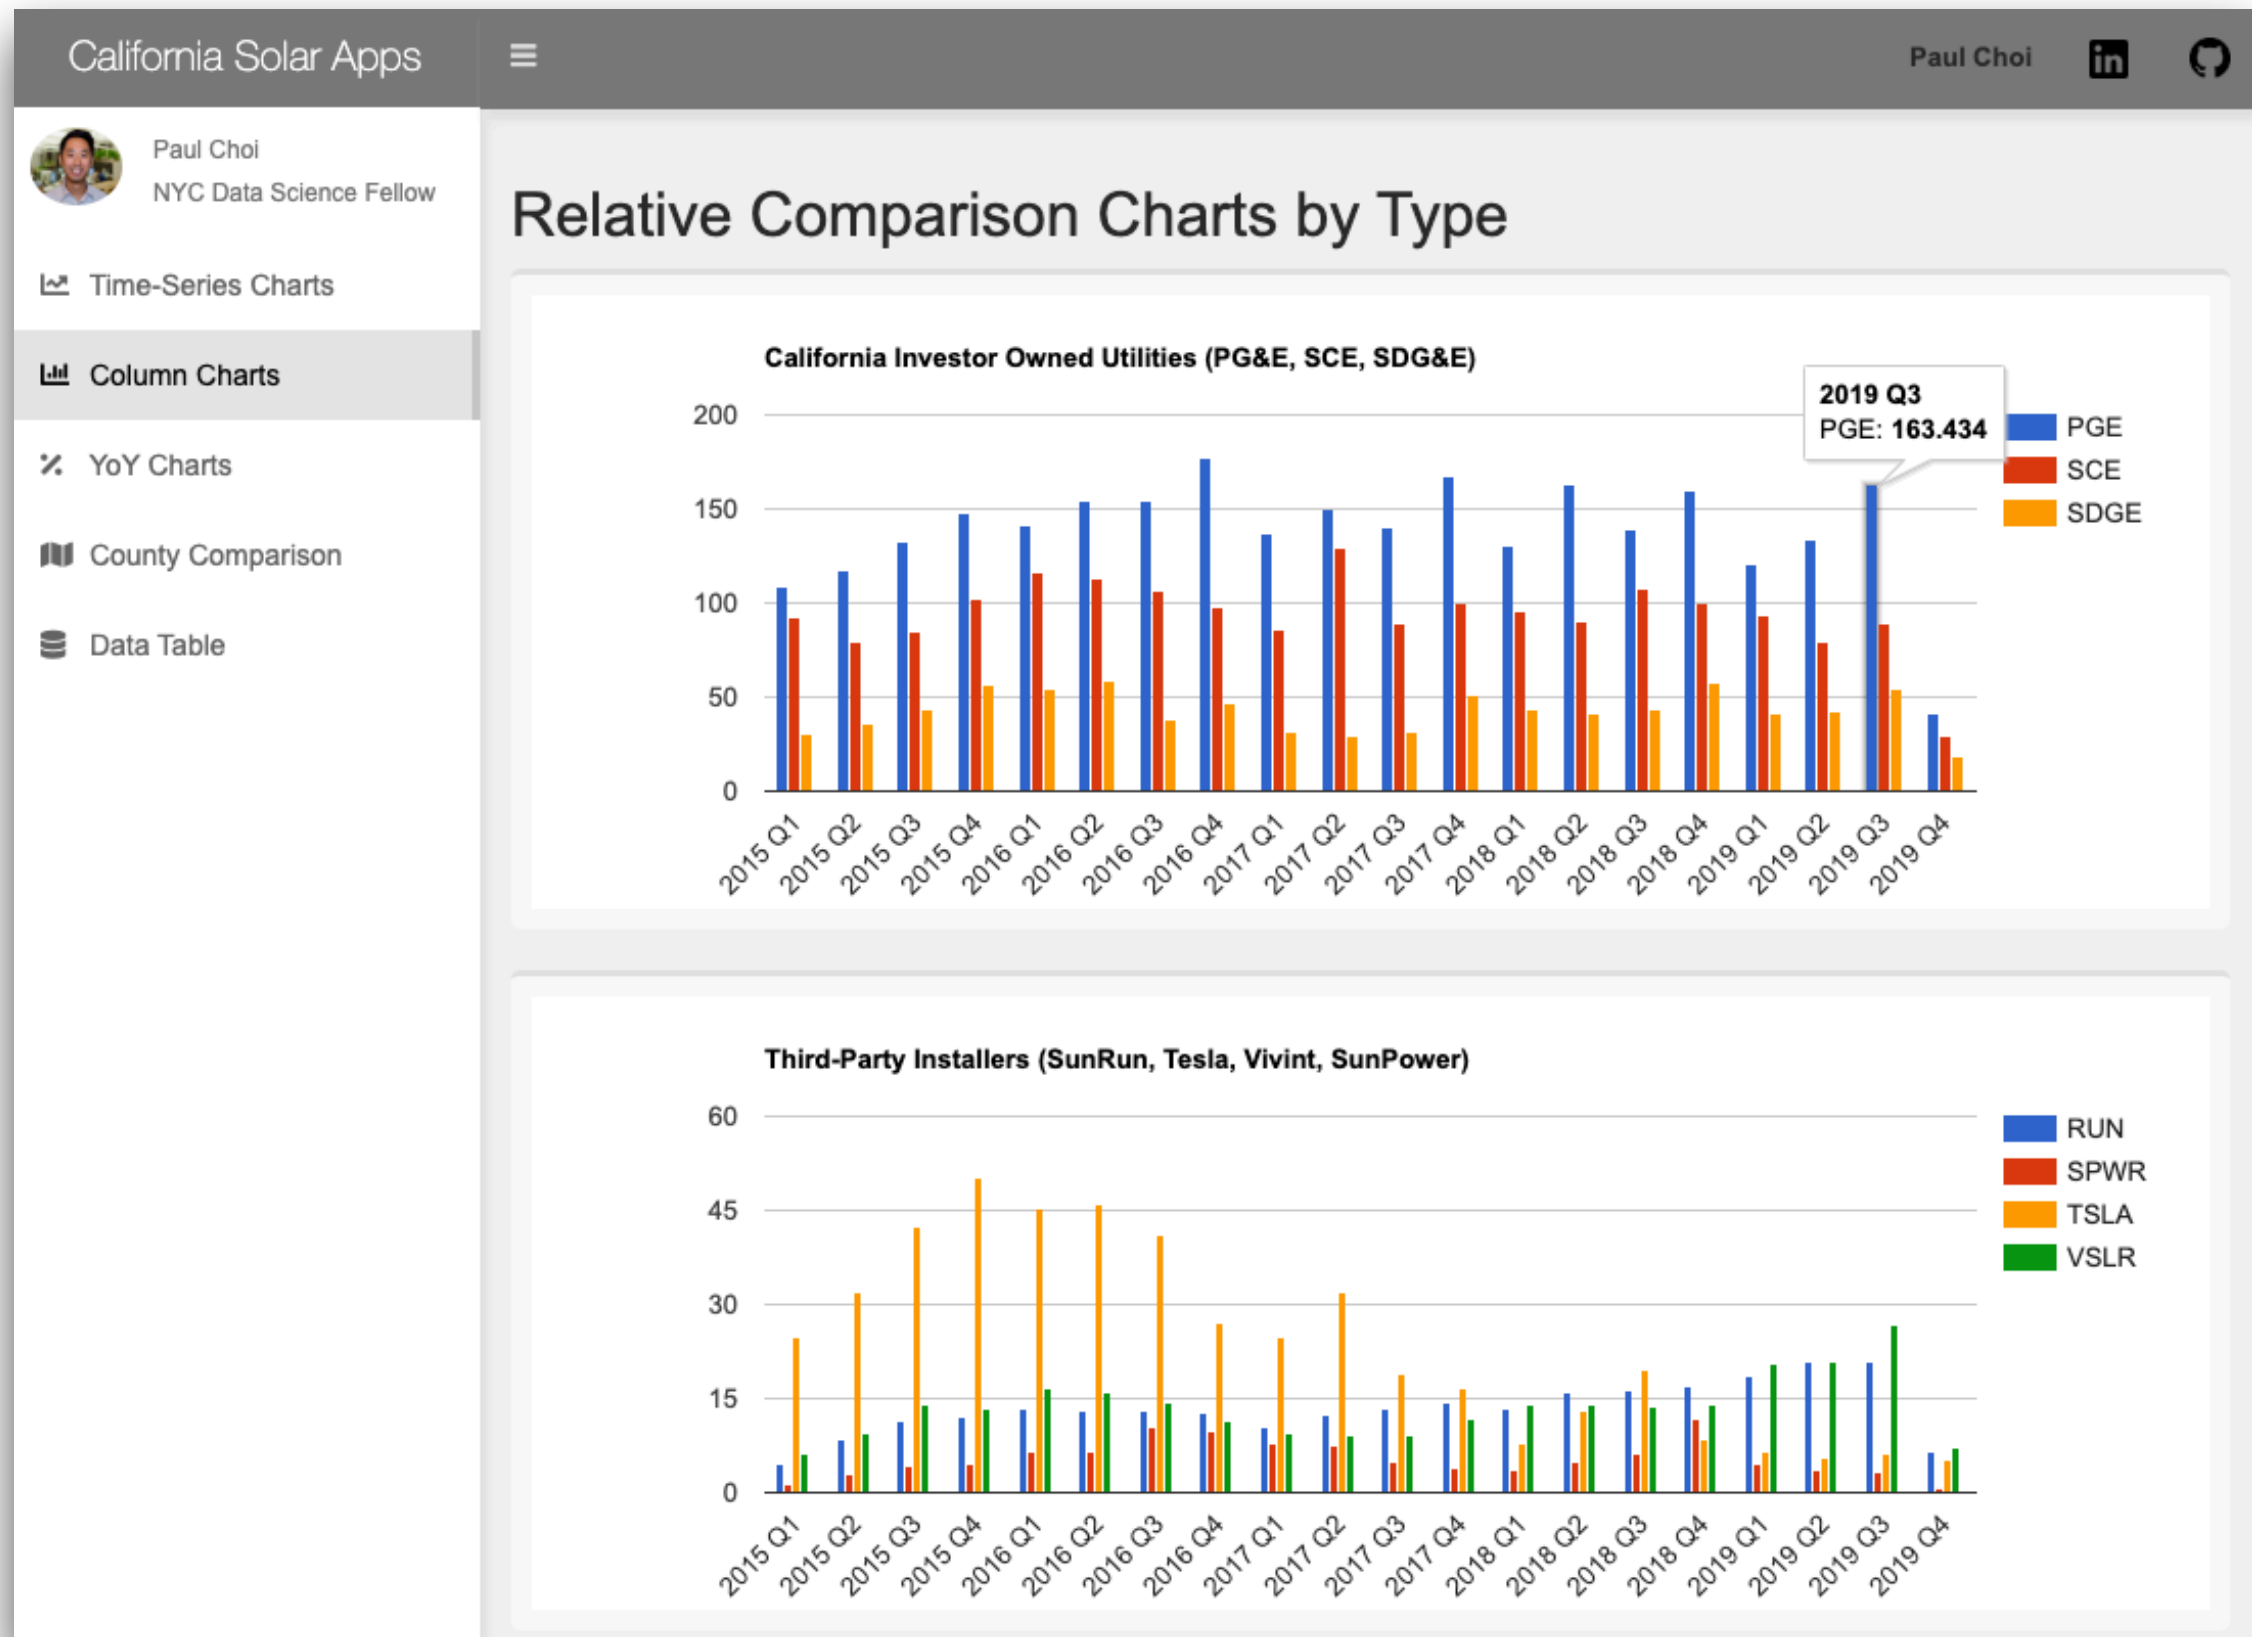 California Solar Apps
Paul Choi
Paul Choi
NYC Data Science Fellow
Time-Series Charts
Column Charts
YoY Charts
County Comparison
Data Table
Relative Comparison Charts by Type
California Investor Owned Utilities (PG&E, SCE, SDG&E)
2019 Q3
PGE: 163.434
200
150
100
50
0
PGE
SCE
SDGE
2015 Q1
2015 Q2
2015 Q3
2015 Q4
2016 Q1
2016 Q2
2016 Q3
2016 Q4
2017 Q1
2017 Q2
2017 Q3
2017 Q4
2018 Q1
2018 Q2
2018 Q3
2018 Q4
2019 Q1
2019 Q2
2019 Q3
2019 Q4
Third-Party Installers (SunRun, Tesla, Vivint, SunPower)
60
45
30
15
0
RUN
SPWR
TSLA
VSLR
2015 Q1
2015 Q2
2015 Q3
2015 Q4
2016 Q1
2016 Q2
2016 Q3
2016 Q4
2017 Q1
2017 Q2
2017 Q3
2017 Q4
2018 Q1
2018 Q2
2018 Q3
2018 Q4
2019 Q1
2019 Q2
2019 Q3
2019 Q4